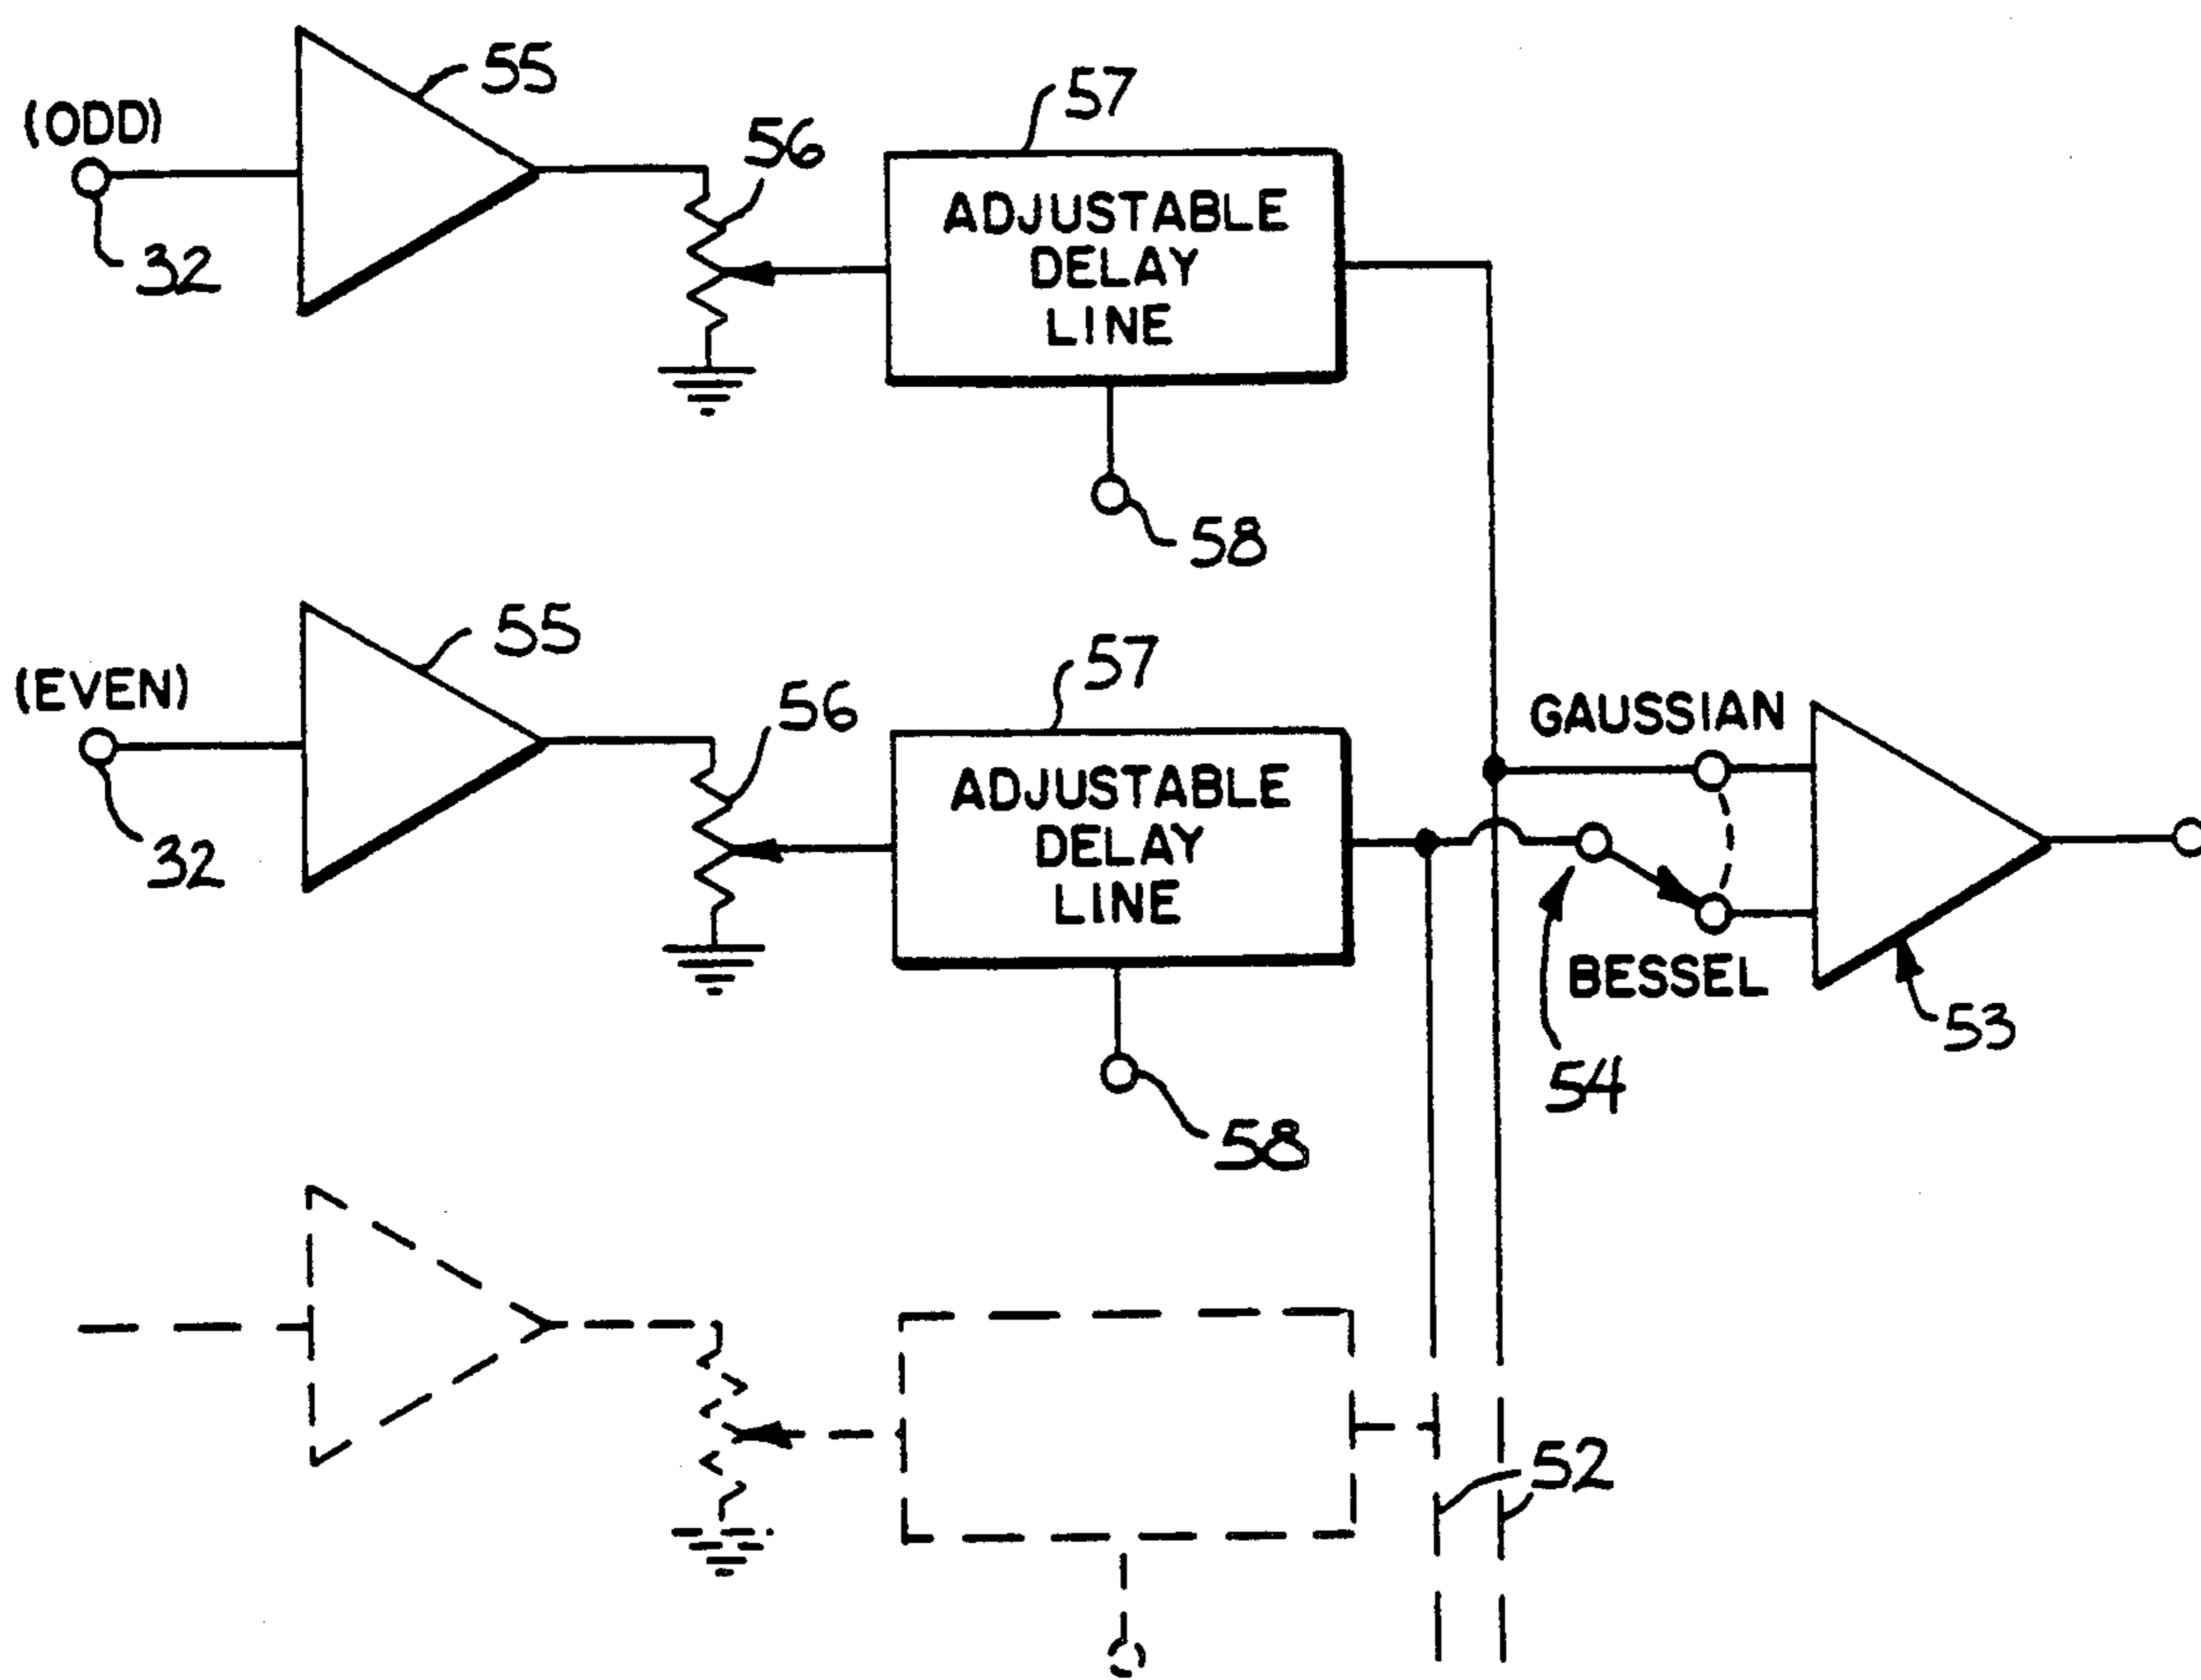 55
57
(ODD)
56
ADJUSTABLE
DELAY
LINE
32
58
55
57
(EVEN)
56
GAUSSIAN
ADJUSTABLE
DELAY
LINE
32
BESSEL
53
54
58
52